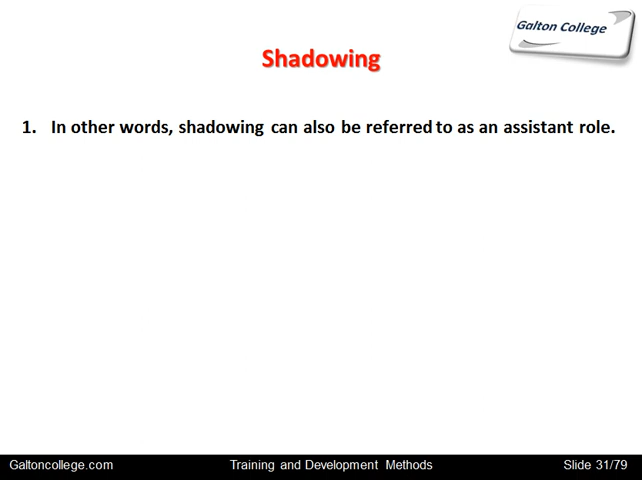 Galton College
Shadowing
1. In other words, shadowing can also be referred to as an assistant role.
Galtoncollege.com Training and Development Methods Slide 31/79